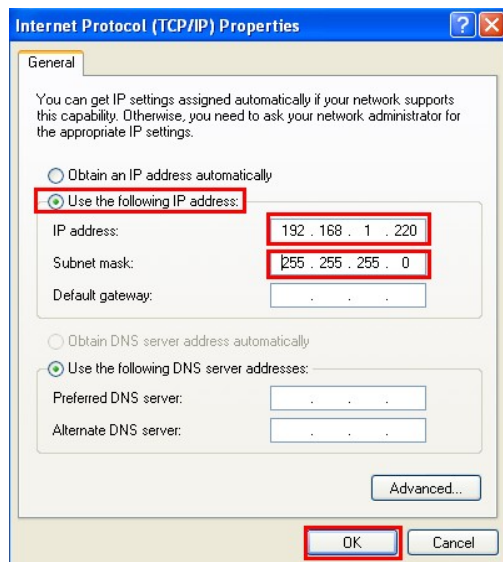 Internet Protocol (TCP/IP) Properties
General
You can get IP settings assigned automatically if your network supports
this capability. Otherwise, you need to ask your network administrator for
the appropriate IP settings.
Obtain an IP address automatically
Use the following IP address:
IP address: 192 . 168 . 1 . 220
Subnet mask: 255 . 255 . 255 . 0
Default gateway: . . .
Obtain DNS server address automatically
Use the following DNS server addresses:
Preferred DNS server: . . .
Alternate DNS server: . . .
Advanced...
OK Cancel